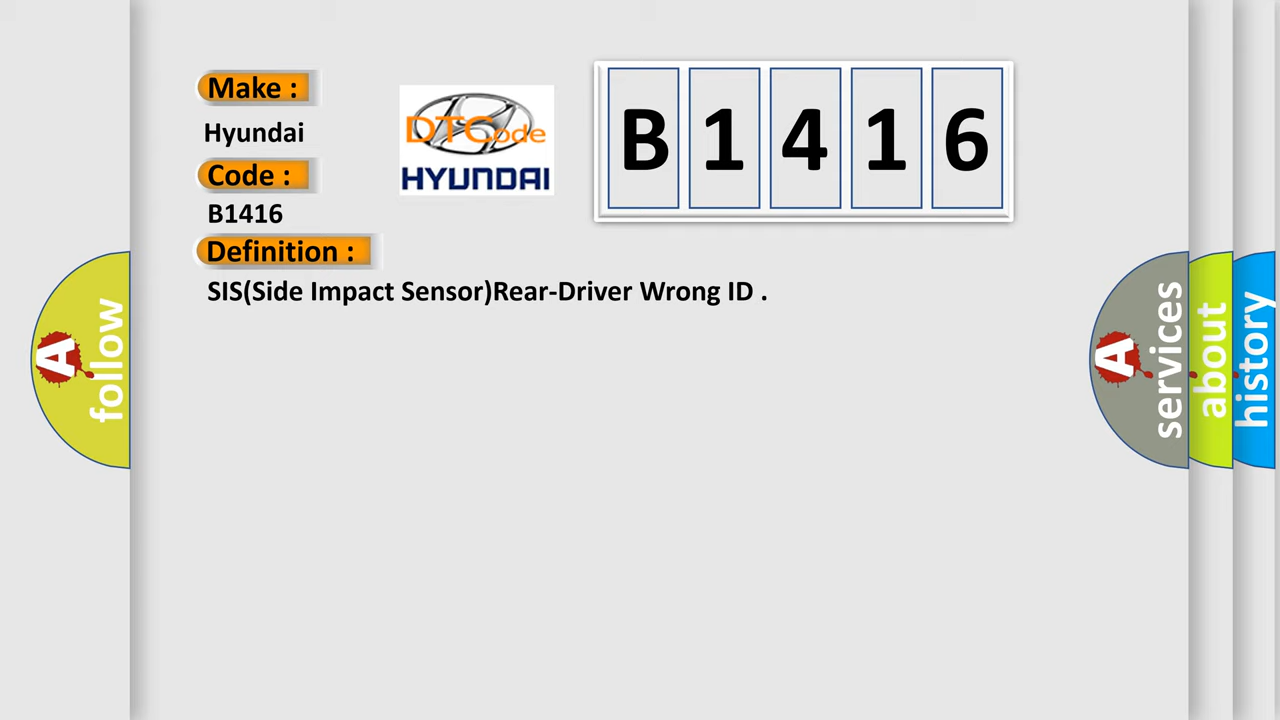 Make :
Hyundai
Code :
B1416
Definition :
SIS(Side Impact Sensor)Rear-Driver Wrong ID .
DTCode
HYUNDAI
B 1 4 1 6
A follow
A services
about
history